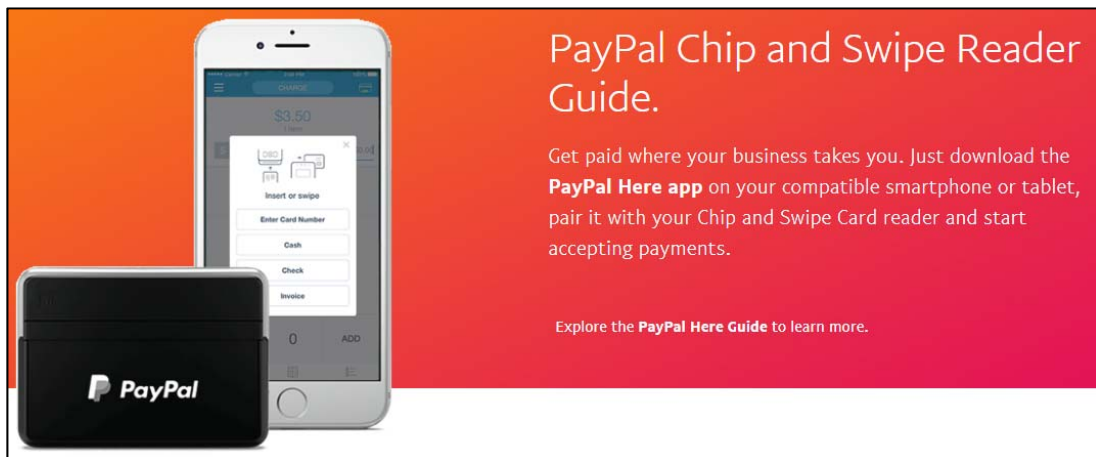 PayPal Chip and Swipe Reader
Guide.
Get paid where your business takes you. Just download the
PayPal Here app on your compatible smartphone or tablet,
pair it with your Chip and Swipe Card reader and start
accepting payments.
Explore the PayPal Here Guide to learn more.
CHARGE
$3.50
1 item
Insert or swipe
Enter Card Number
Cash
Check
Invoice
0
ADD
PayPal